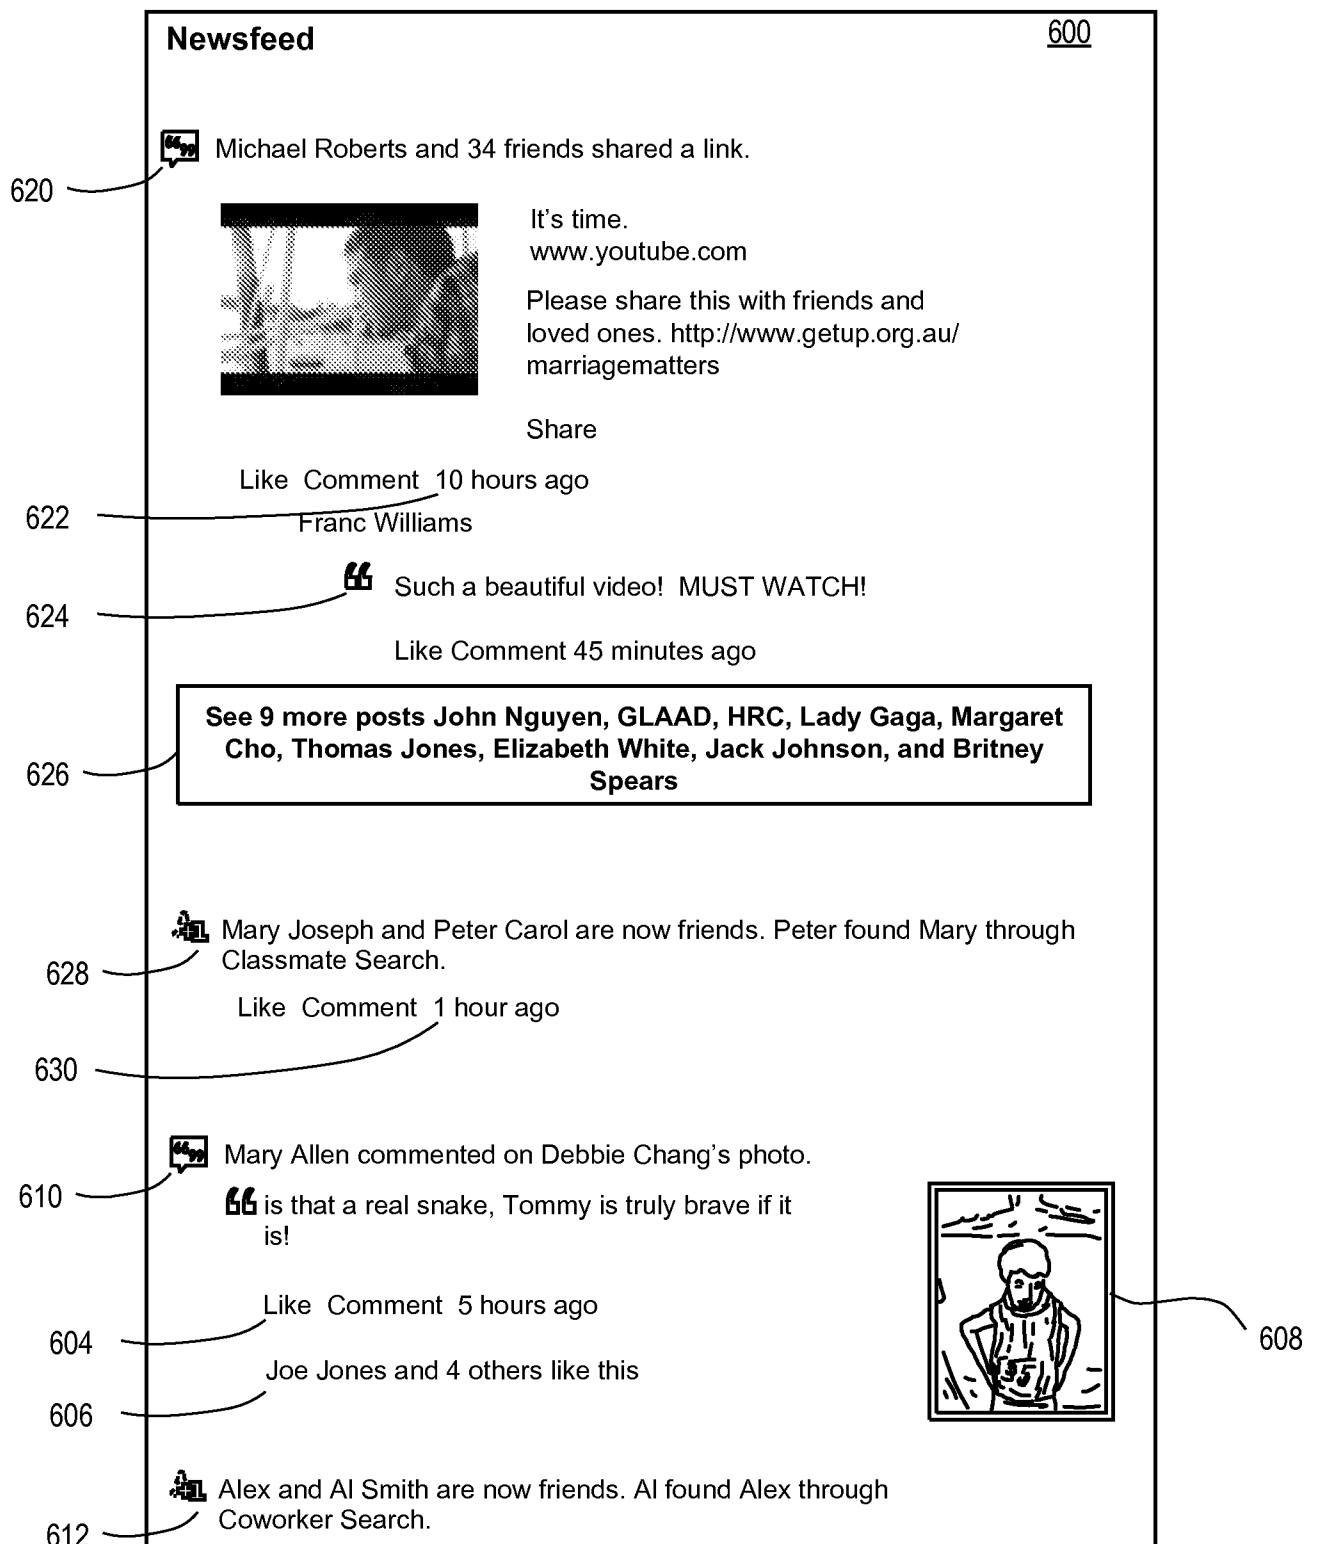 Newsfeed 600
Michael Roberts and 34 friends shared a link.
620
It’s time.
www.youtube.com
Please share this with friends and
loved ones. http://www.getup.org.au/
marriagematters
Share
Like Comment 10 hours ago
622
Franc Williams
Such a beautiful video! MUST WATCH!
624
Like Comment 45 minutes ago
See 9 more posts John Nguyen, GLAAD, HRC, Lady Gaga, Margaret
Cho, Thomas Jones, Elizabeth White, Jack Johnson, and Britney
Spears
626
Mary Joseph and Peter Carol are now friends. Peter found Mary through
Classmate Search.
628
Like Comment 1 hour ago
630
Mary Allen commented on Debbie Chang’s photo.
610
“ is that a real snake, Tommy is truly brave if it
is!
Like Comment 5 hours ago
604
608
Joe Jones and 4 others like this
606
Alex and Al Smith are now friends. Al found Alex through
Coworker Search.
612